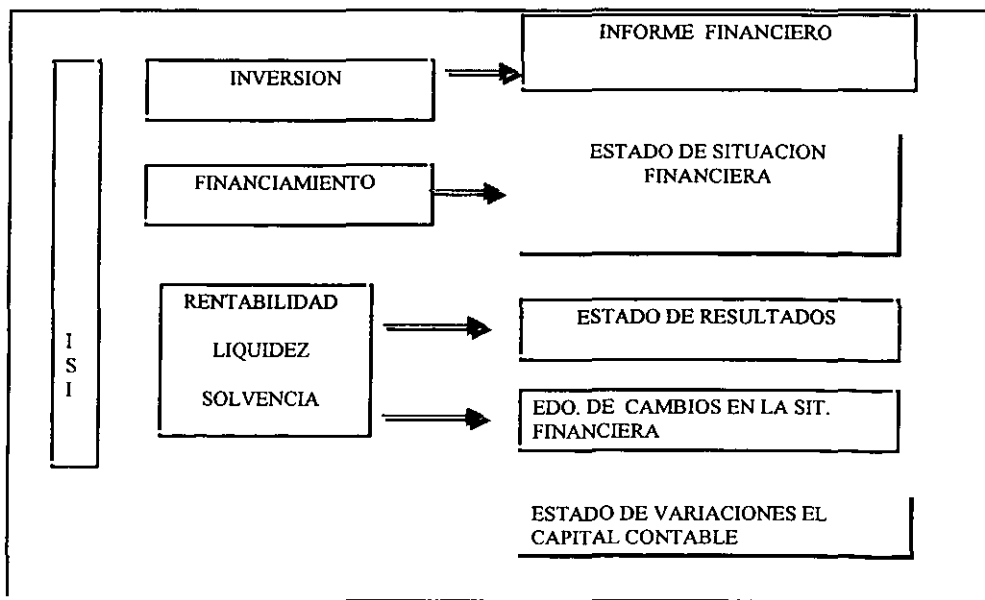 INFORME FINANCIERO
INVERSION
ESTADO DE SITUACION
FINANCIERA
FINANCIAMIENTO
RENTABILIDAD
LIQUIDEZ
SOLVENCIA
ESTADO DE RESULTADOS
I
S
I
EDO. DE CAMBIOS EN LA SIT.
FINANCIERA
ESTADO DE VARIACIONES EL
CAPITAL CONTABLE